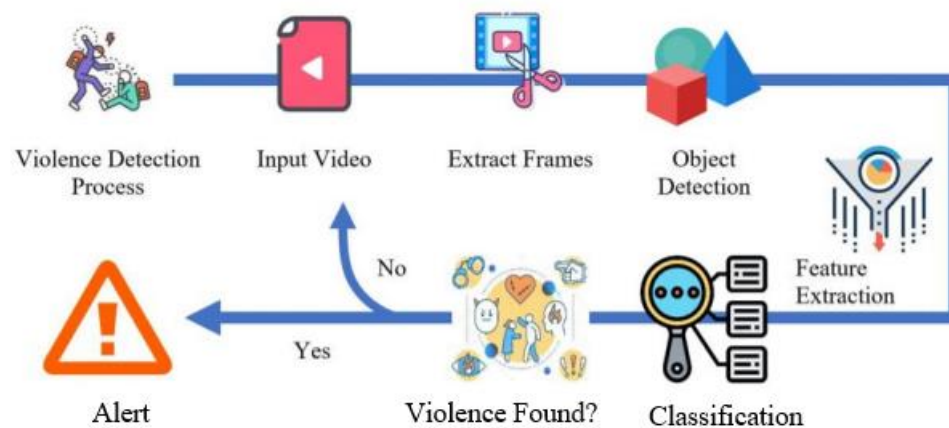 Violence Detection
Process
Input Video
Extract Frames
Object
Detection
Feature
Extraction
No
Yes
Alert
Violence Found?
Classification